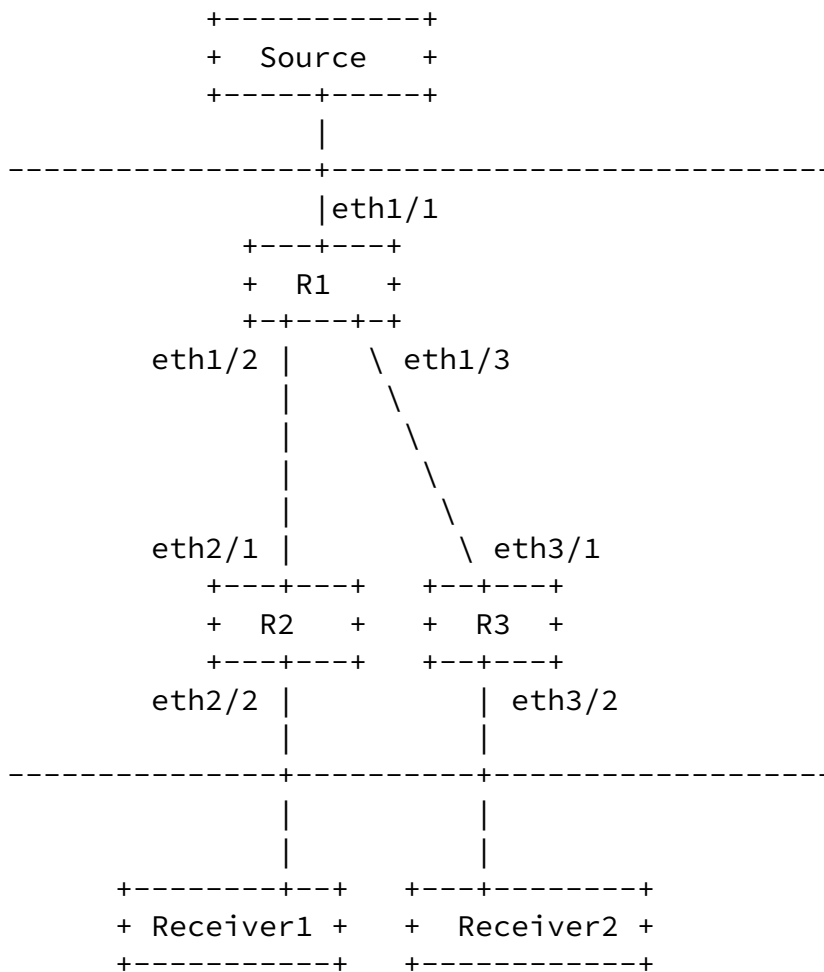 +-----------+
+  Source   +
+-----+-----+
|
-----------------+----------------------------
|eth1/1
+---+---+
+  R1   +
+-+---+-+
eth1/2 |    \ eth1/3
|     \
|      \
|       \
|        \
eth2/1 |         \ eth3/1
+---+---+   +--+---+
+  R2   +   +  R3  +
+---+---+   +--+---+
eth2/2 |          | eth3/2
|          |
---------------+----------+-------------------
|          |
|          |
+--------+--+   +---+--------+
+ Receiver1 +   +  Receiver2 +
+-----------+   +------------+